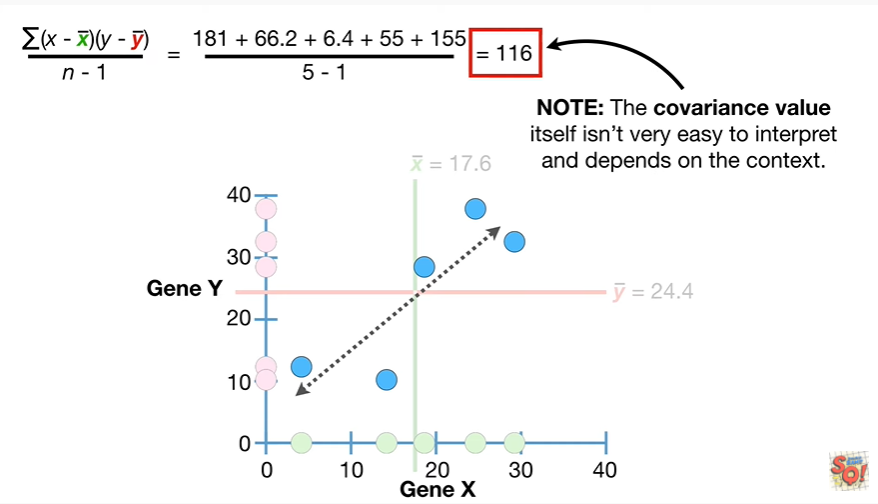 ∑(x - x̄)(y - ȳ) / n - 1 = 181 + 66.2 + 6.4 + 55 + 155 / 5 - 1 = 116
NOTE: The covariance value
itself isn't very easy to interpret
and depends on the context.
x̄ = 17.6
40
30
Gene Y
ȳ = 24.4
20
10
0
0 10 20 30 40
Gene X
SQ!